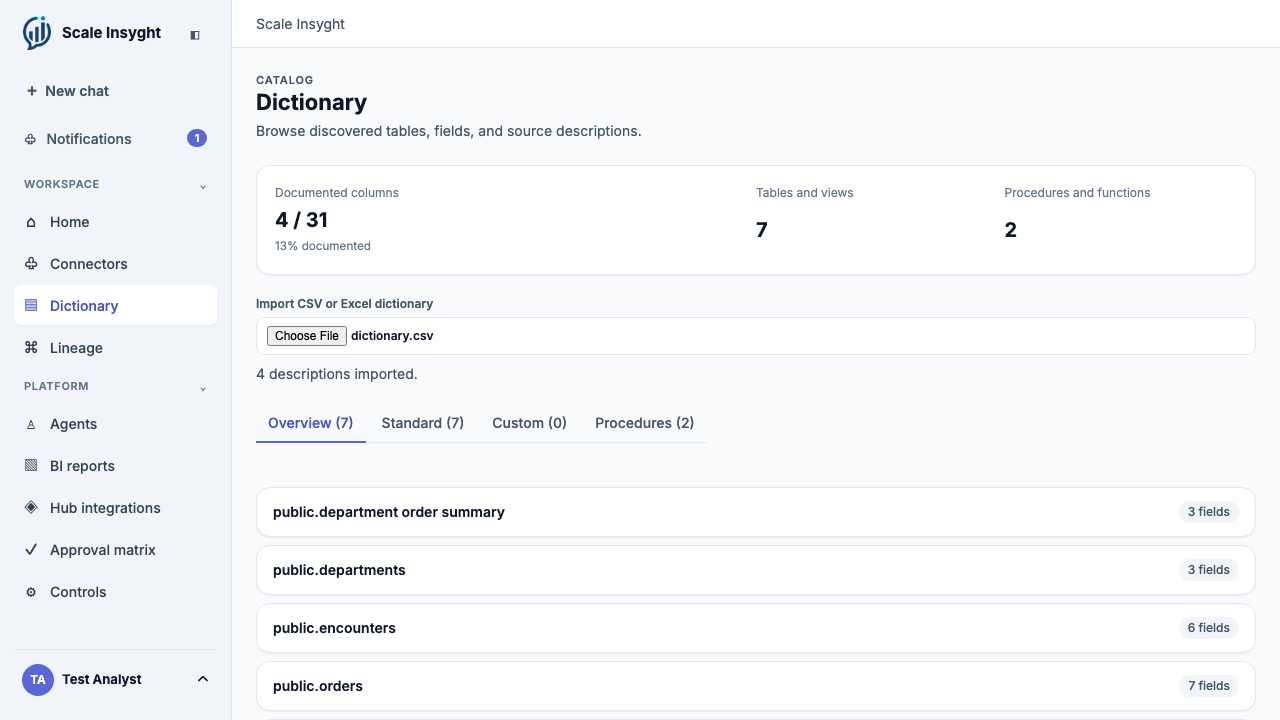 Scale Insyght
New chat
Notifications
1
WORKSPACE
Home
Connectors
Dictionary
Lineage
PLATFORM
Agents
BI reports
Hub integrations
Approval matrix
Controls
TA
Test Analyst
Scale Insyght
CATALOG
Dictionary
Browse discovered tables, fields, and source descriptions.
Documented columns
4 / 31
13% documented
Tables and views
7
Procedures and functions
2
Import CSV or Excel dictionary
Choose File dictionary.csv
4 descriptions imported.
Overview (7) Standard (7) Custom (0) Procedures (2)
public.department order summary 3 fields
public.departments 3 fields
public.encounters 6 fields
public.orders 7 fields